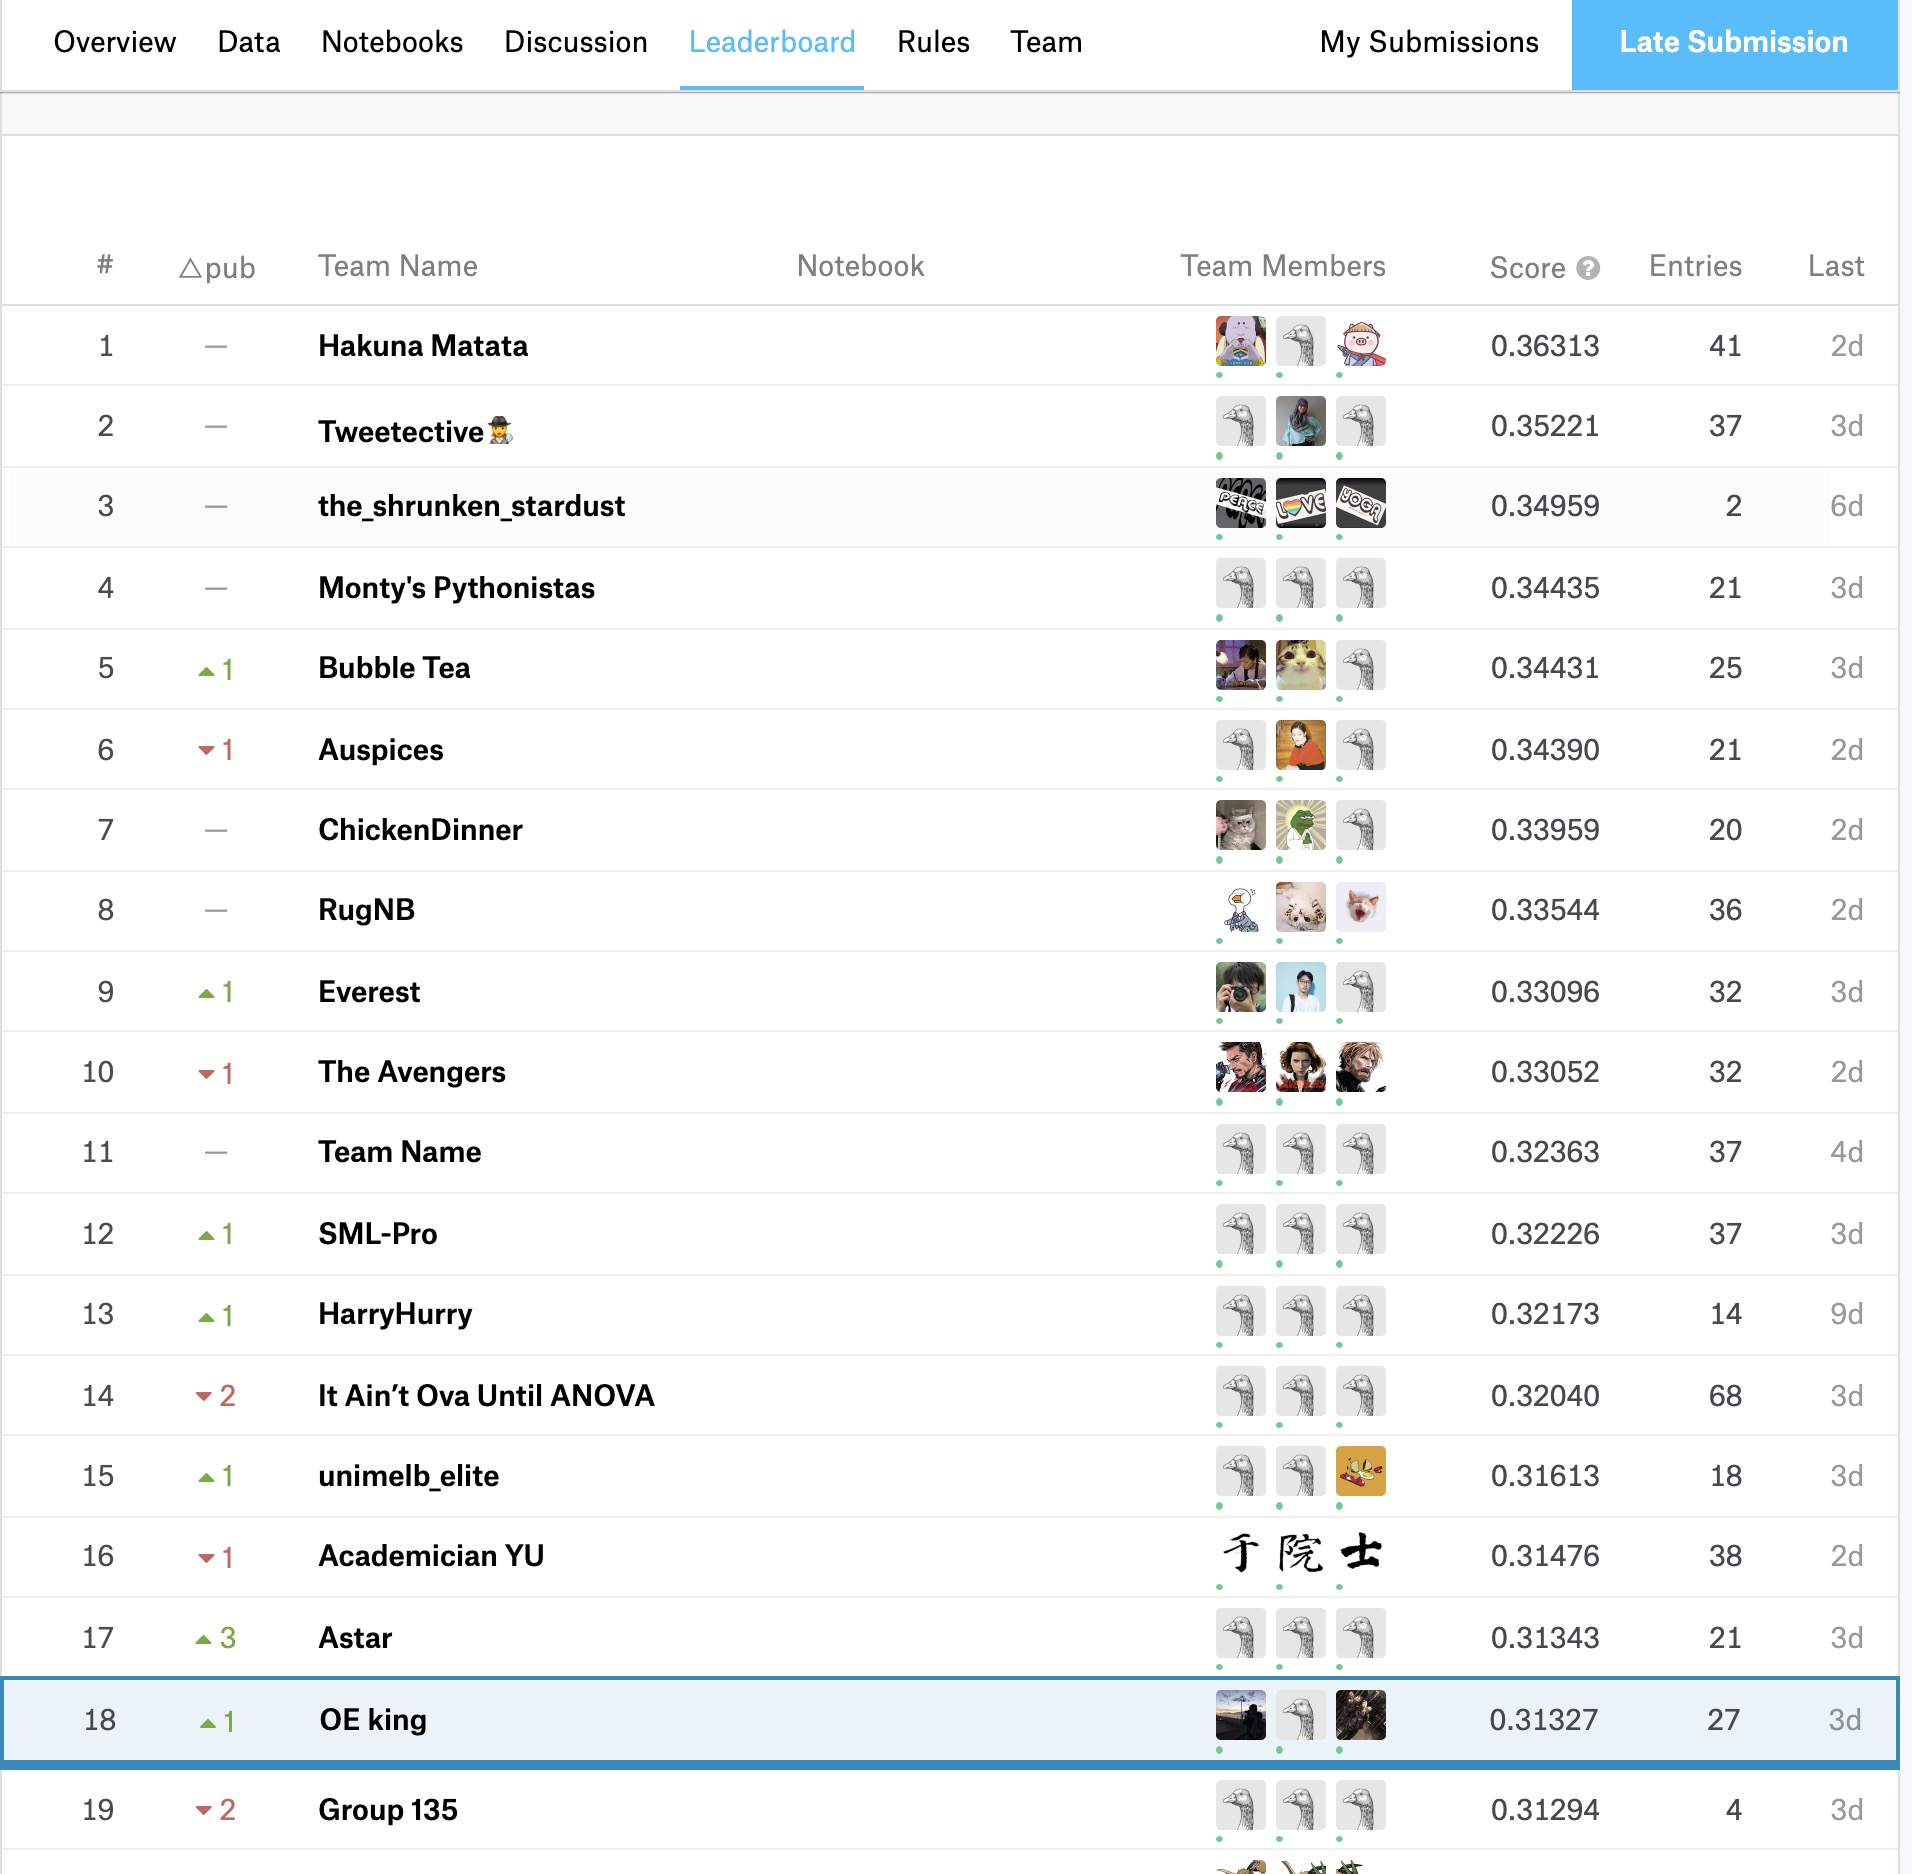 Overview Data Notebooks Discussion Leaderboard Rules Team My Submissions Late Submission
# △pub Team Name Notebook Team Members Score ? Entries Last
1 — Hakuna Matata 0.36313 41 2d
2 — Tweetective🕵️‍♀️ 0.35221 37 3d
3 — the_shrunken_stardust PEACE LOVE YOGA 0.34959 2 6d
4 — Monty's Pythonistas 0.34435 21 3d
5 ▲1 Bubble Tea 0.34431 25 3d
6 ▼1 Auspices 0.34390 21 2d
7 — ChickenDinner 0.33959 20 2d
8 — RugNB 0.33544 36 2d
9 ▲1 Everest 0.33096 32 3d
10 ▼1 The Avengers 0.33052 32 2d
11 — Team Name 0.32363 37 4d
12 ▲1 SML-Pro 0.32226 37 3d
13 ▲1 HarryHurry 0.32173 14 9d
14 ▼2 It Ain’t Ova Until ANOVA 0.32040 68 3d
15 ▲1 unimelb_elite 0.31613 18 3d
16 ▼1 Academician YU 于 院 士 0.31476 38 2d
17 ▲3 Astar 0.31343 21 3d
18 ▲1 OE king 0.31327 27 3d
19 ▼2 Group 135 0.31294 4 3d